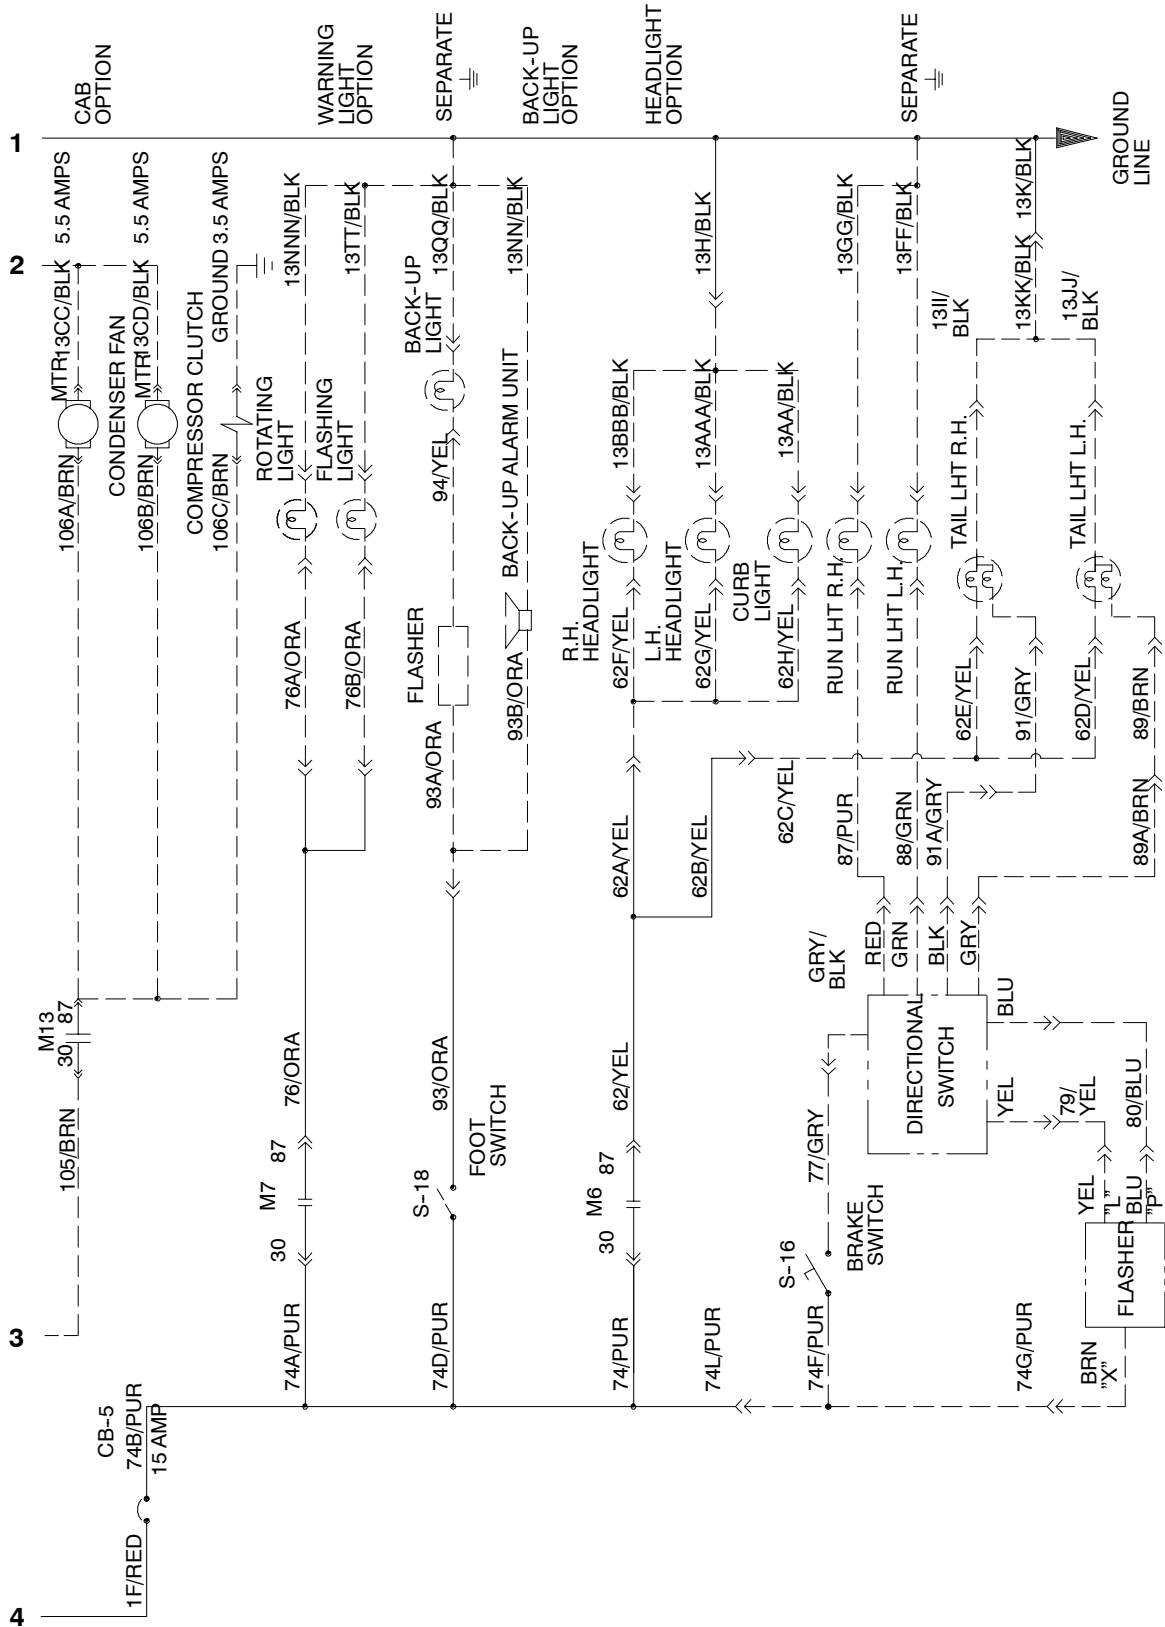 1
2
3
4
CAB
OPTION
WARNING
LIGHT
OPTION
SEPARATE
BACK-UP
LIGHT
OPTION
HEADLIGHT
OPTION
SEPARATE
GROUND
LINE
5.5 AMPS
5.5 AMPS
GROUND 3.5 AMPS
MTR
13CC/BLK
MTR
13CD/BLK
CONDENSER FAN
COMPRESSOR CLUTCH
106A/BRN
106B/BRN
106C/BRN
13NNN/BLK
13TT/BLK
13QQ/BLK
13NN/BLK
13H/BLK
13GG/BLK
13FF/BLK
13K/BLK
13KK/BLK
13II/
BLK
13JJ/
BLK
ROTATING
LIGHT
FLASHING
LIGHT
BACK-UP
LIGHT
94/YEL
BACK-UP ALARM UNIT
13BBB/BLK
13AAA/BLK
13AA/BLK
R.H.
HEADLIGHT
L.H.
HEADLIGHT
CURB
LIGHT
RUN LHT R.H.
RUN LHT L.H.
TAIL LHT R.H.
TAIL LHT L.H.
76A/ORA
76B/ORA
FLASHER
93A/ORA
93B/ORA
62F/YEL
62G/YEL
62H/YEL
62E/YEL
91/GRY
62D/YEL
89/BRN
62A/YEL
62B/YEL
62C/YEL
87/PUR
88/GRN
91A/GRY
89A/BRN
M13
30
87
105/BRN
76/ORA
87
M7
30
74A/PUR
93/ORA
FOOT
SWITCH
S-18
74D/PUR
62/YEL
87
M6
30
74/PUR
74L/PUR
GRY/
BLK
RED
GRN
BLK
GRY
DIRECTIONAL
SWITCH
BLU
YEL
79/
YEL
80/BLU
77/GRY
S-16
BRAKE
SWITCH
74F/PUR
74G/PUR
YEL
"L"
BLU
"P"
FLASHER
BRN
"X"
CB-5
74B/PUR
15 AMP
1F/RED